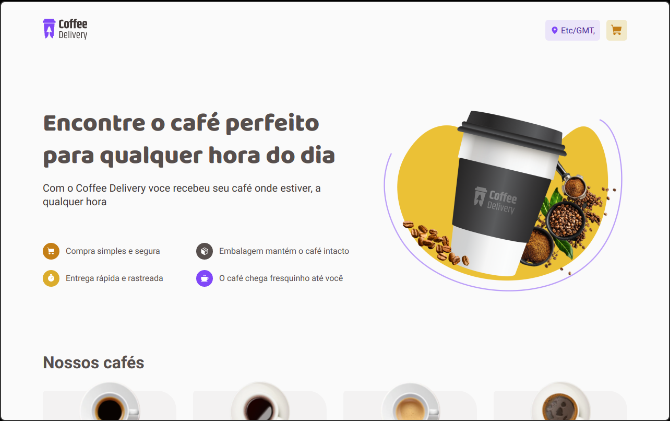 Coffee
Delivery
Etc/GMT,
Encontre o café perfeito
para qualquer hora do dia
Com o Coffee Delivery voce recebeu seu café onde estiver, a
qualquer hora
Coffee
Delivery
Compra simples e segura
Embalagem mantém o café intacto
Entrega rápida e rastreada
O café chega fresquinho até você
Nossos cafés